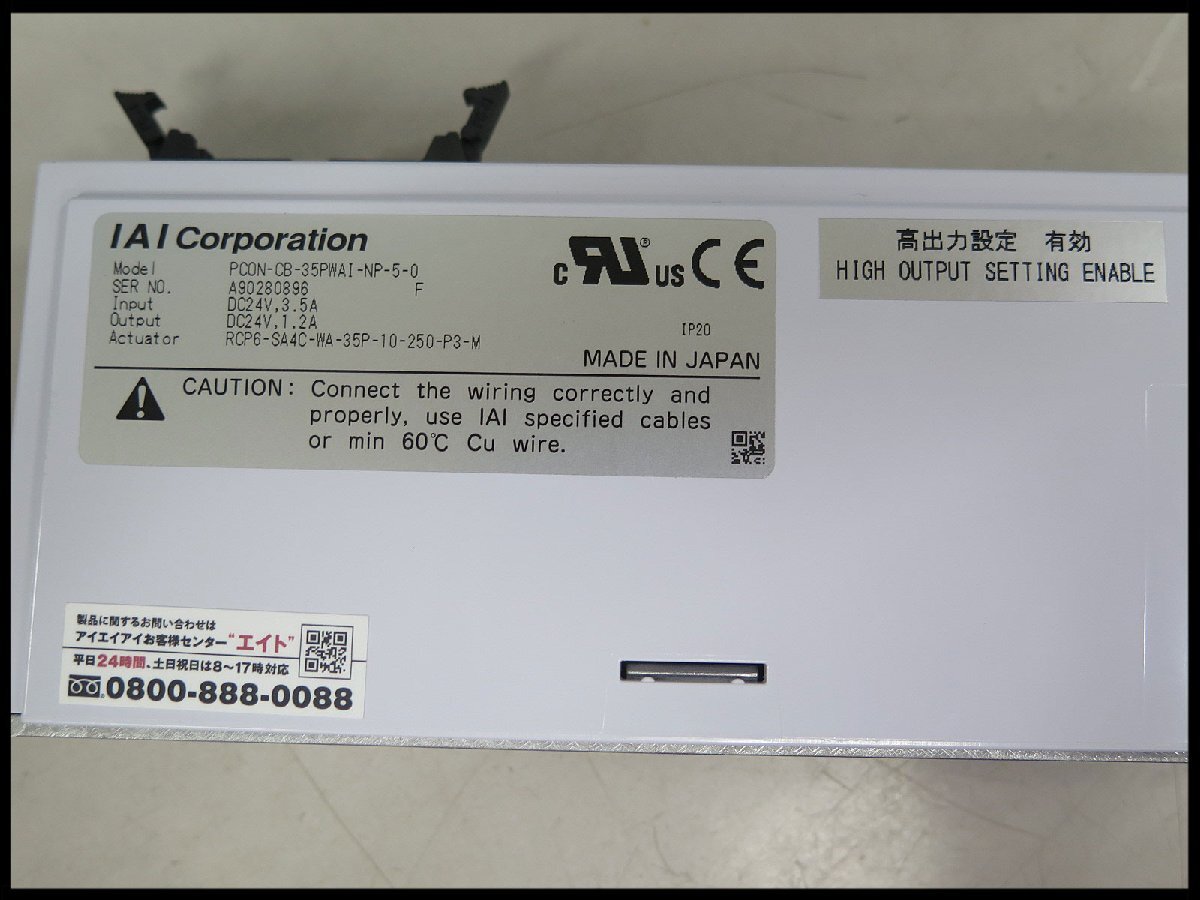 IAI Corporation
Model PCON-CB-35PWAI-NP-5-0
SER NO. A90280896 F
Input DC24V,3.5A
Output DC24V,1.2A
Actuator RCP6-SA4C-WA-35P-10-250-P3-M
C RU® US CE
IP20
MADE IN JAPAN
CAUTION: Connect the wiring correctly and
properly, use IAI specified cables
or min 60℃ Cu wire.
高出力設定 有効
HIGH OUTPUT SETTING ENABLE
製品に関するお問い合わせは
アイエイアイお客様センター"エイト"
平日24時間、土日祝日は8~17時対応
0800-888-0088